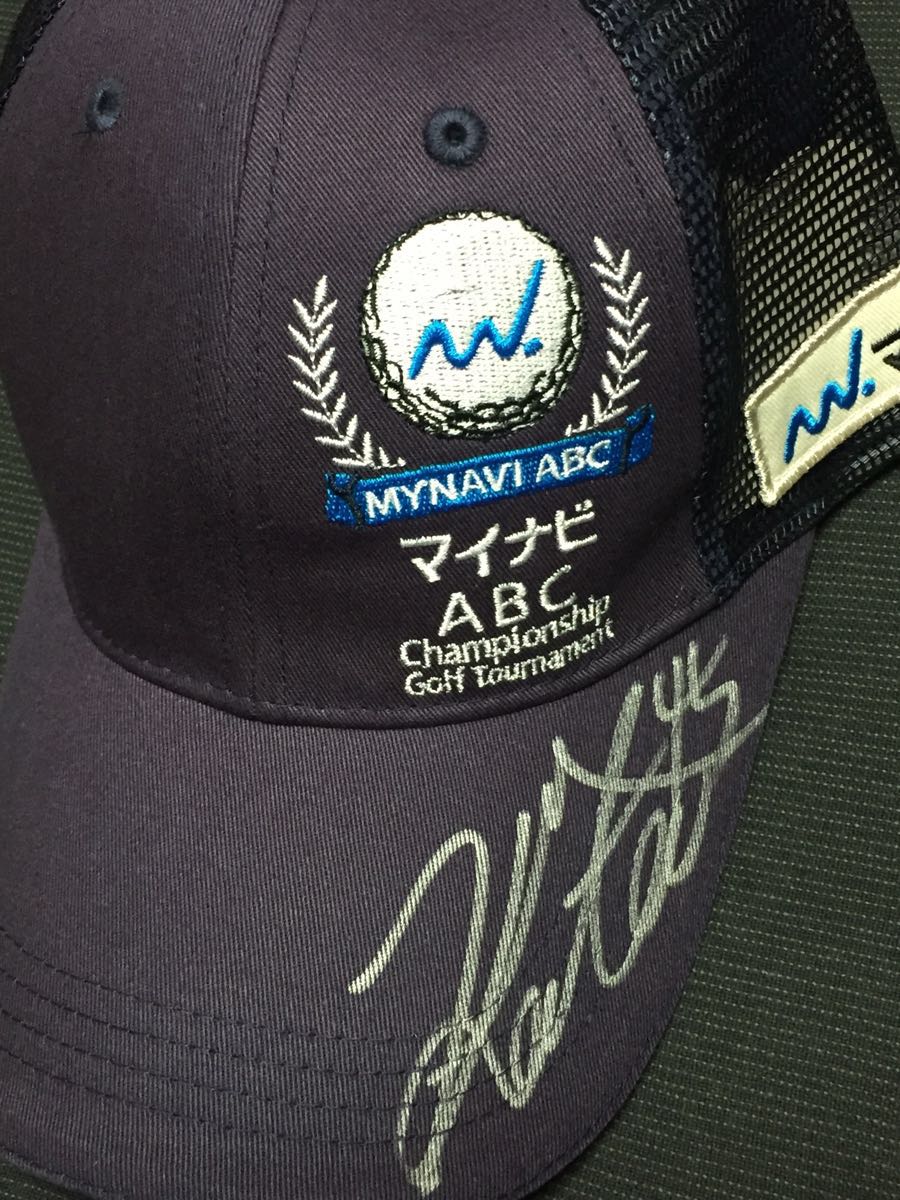 MYNAVI ABC
マイナビ
ABC
Championship
Golf Tournament